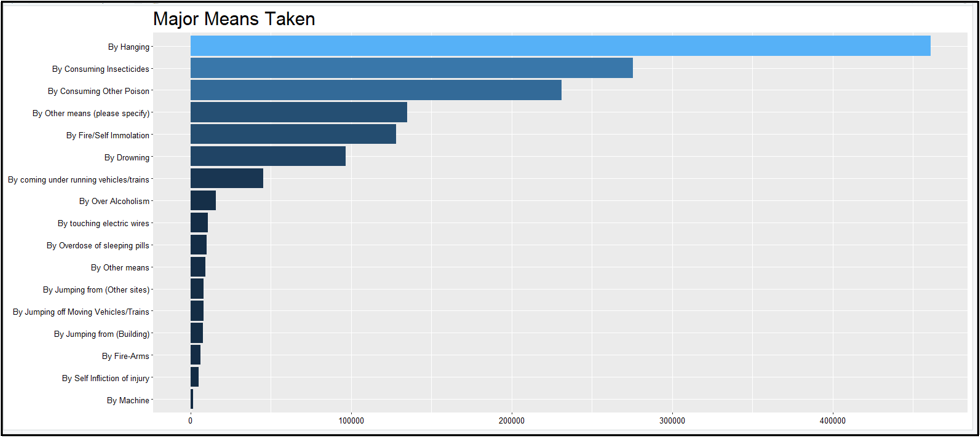 Major Means Taken
By Hanging
By Consuming Insecticides
By Consuming Other Poison
By Other means (please specify)
By Fire/Self Immolation
By Drowning
By coming under running vehicles/trains
By Over Alcoholism
By touching electric wires
By Overdose of sleeping pills
By Other means
By Jumping from (Other sites)
By Jumping off Moving Vehicles/Trains
By Jumping from (Building)
By Fire-Arms
By Self Infliction of injury
By Machine
0 100000 200000 300000 400000